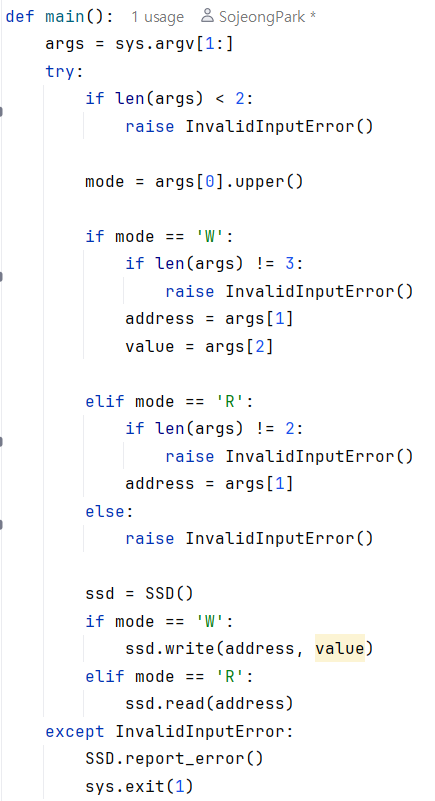 def main(): 1 usage SojeongPark *
    args = sys.argv[1:]
    try:
        if len(args) < 2:
            raise InvalidInputError()

        mode = args[0].upper()

        if mode == 'W':
            if len(args) != 3:
                raise InvalidInputError()
            address = args[1]
            value = args[2]

        elif mode == 'R':
            if len(args) != 2:
                raise InvalidInputError()
            address = args[1]
        else:
            raise InvalidInputError()

        ssd = SSD()
        if mode == 'W':
            ssd.write(address, value)
        elif mode == 'R':
            ssd.read(address)
    except InvalidInputError:
        SSD.report_error()
        sys.exit(1)